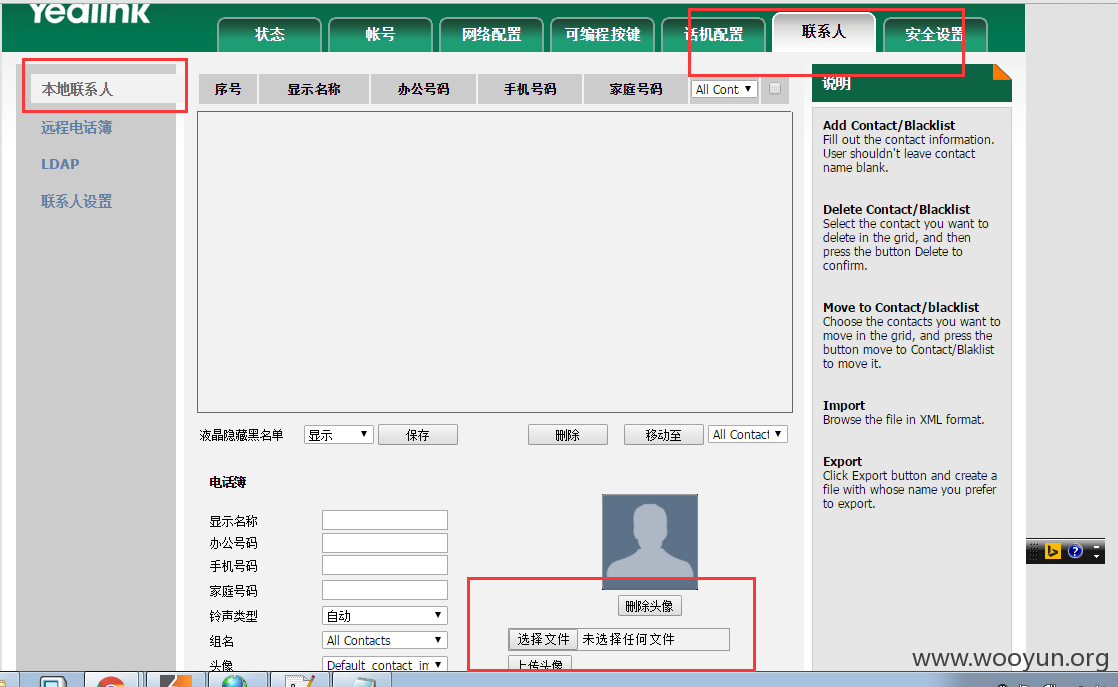 Yealink
状态 帐号 网络配置 可编程按键 话机配置 联系人 安全设置
本地联系人
远程电话簿
LDAP
联系人设置
序号 显示名称 办公号码 手机号码 家庭号码 All Cont
液晶隐藏黑名单 显示 保存 删除 移动至 All Contact
电话簿
显示名称
办公号码
手机号码
家庭号码
铃声类型 自动
组名 All Contacts
头像 Default_contact_im
删除头像
选择文件 未选择任何文件
上传头像
说明
Add Contact/Blacklist
Fill out the contact information.
User shouldn't leave contact
name blank.
Delete Contact/Blacklist
Select the contact you want to
delete in the grid, and then
press the button Delete to
confirm.
Move to Contact/blacklist
Choose the contacts you want to
move in the grid, and press the
button move to Contact/Blaklist
to move it.
Import
Browse the file in XML format.
Export
Click Export button and create a
file with whose name you prefer
to export.
www.wooyun.org